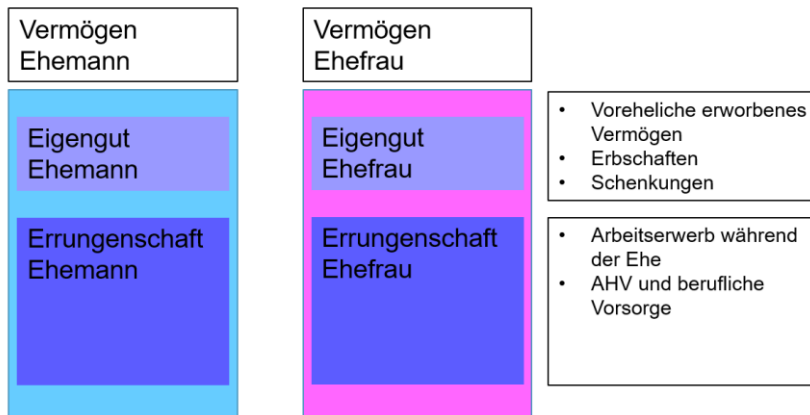 Vermögen
Ehemann
Vermögen
Ehefrau
Eigengut
Ehemann
Eigengut
Ehefrau
• Voreheliche erworbenes
Vermögen
• Erbschaften
• Schenkungen
Errungenschaft
Ehemann
Errungenschaft
Ehefrau
• Arbeitserwerb während
der Ehe
• AHV und berufliche
Vorsorge